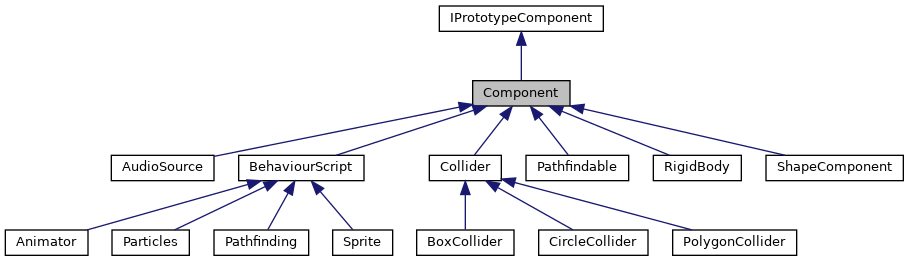 IPrototypeComponent
Component
AudioSource
BehaviourScript
Collider
Pathfindable
RigidBody
ShapeComponent
Animator
Particles
Pathfinding
Sprite
BoxCollider
CircleCollider
PolygonCollider